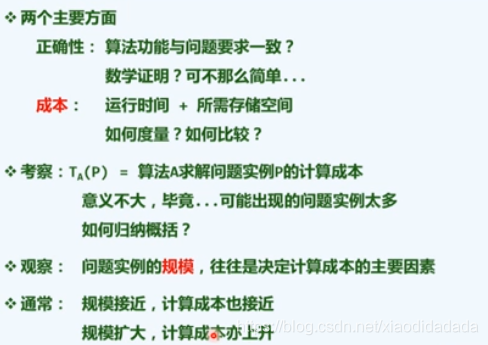 ❖ 两个主要方面
正确性： 算法功能与问题要求一致？
数学证明？可不那么简单...
成本： 运行时间 + 所需存储空间
如何度量？如何比较？
❖ 考察：T_A(P) = 算法A求解问题实例P的计算成本
意义不大，毕竟...可能出现的问题实例太多
如何归纳概括？
❖ 观察： 问题实例的规模，往往是决定计算成本的主要因素
❖ 通常： 规模接近，计算成本也接近
规模扩大，计算成本亦上升
https://blog.csdn.net/xiaodidadada